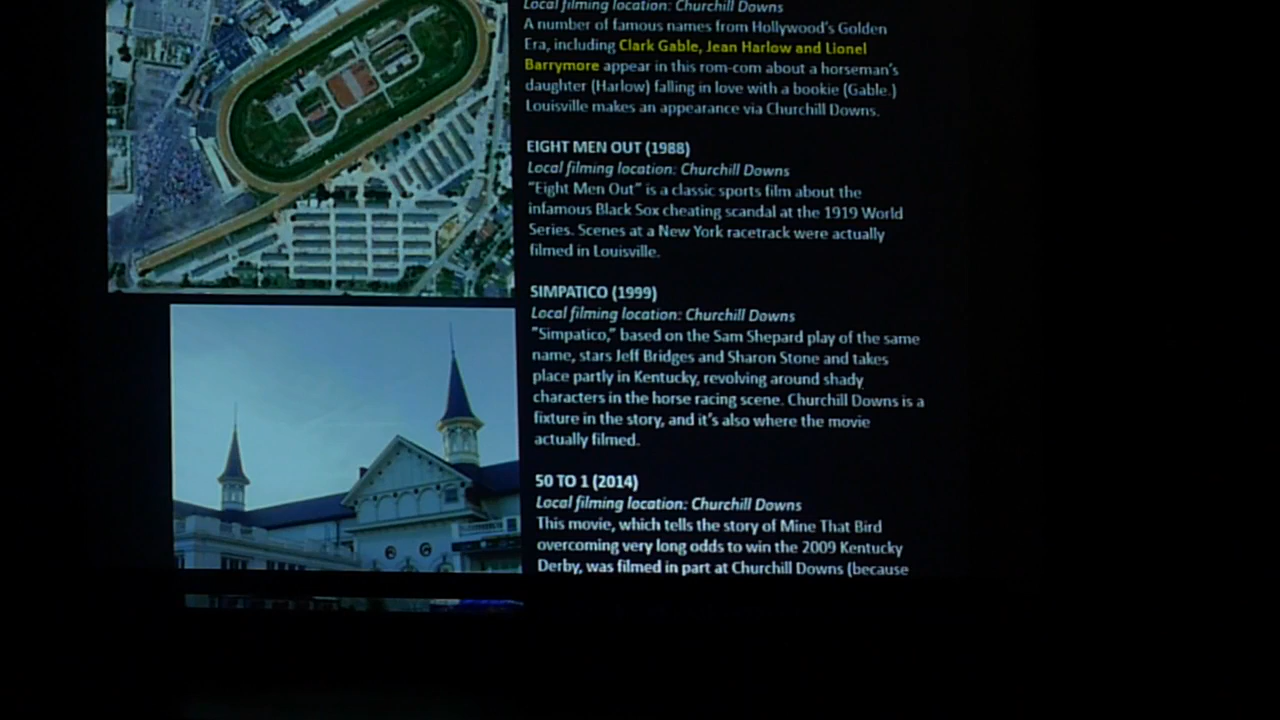 Local filming location: Churchill Downs
A number of famous names from Hollywood's Golden
Era, including Clark Gable, Jean Harlow and Lionel
Barrymore appear in this rom-com about a horseman's
daughter (Harlow) falling in love with a bookie (Gable.)
Louisville makes an appearance via Churchill Downs.
EIGHT MEN OUT (1988)
Local filming location: Churchill Downs
"Eight Men Out" is a classic sports film about the
infamous Black Sox cheating scandal at the 1919 World
Series. Scenes at a New York racetrack were actually
filmed in Louisville.
SIMPATICO (1999)
Local filming location: Churchill Downs
"Simpatico," based on the Sam Shepard play of the same
name, stars Jeff Bridges and Sharon Stone and takes
place partly in Kentucky, revolving around shady
characters in the horse racing scene. Churchill Downs is a
fixture in the story, and it's also where the movie
actually filmed.
50 TO 1 (2014)
Local filming location: Churchill Downs
This movie, which tells the story of Mine That Bird
overcoming very long odds to win the 2009 Kentucky
Derby, was filmed in part at Churchill Downs (because